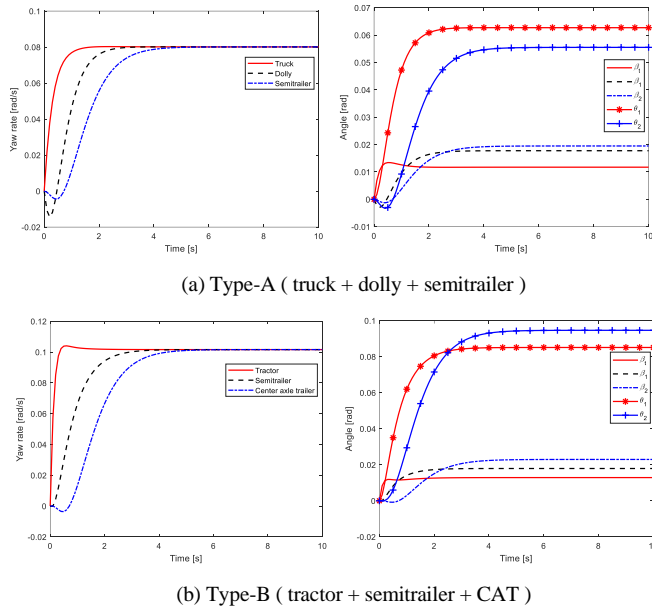 0.1
0.08
0.06
0.04
0.02
0
-0.02
0 2 4 6 8 10
Yaw rate [rad/s]
Time [s]
Truck
Dolly
Semitrailer
0.07
0.06
0.05
0.04
0.03
0.02
0.01
0
-0.01
0 2 4 6 8 10
Angle [rad]
Time [s]
β1
β1
β2
θ1
θ2
(a) Type-A ( truck + dolly + semitrailer )
0.12
0.1
0.08
0.06
0.04
0.02
0
-0.02
0 2 4 6 8 10
Yaw rate [rad/s]
Time [s]
Tractor
Semitrailer
Center axle trailer
0.1
0.08
0.06
0.04
0.02
0
-0.02
0 2 4 6 8 10
Angle [rad]
Time [s]
β1
β1
β2
θ1
θ2
(b) Type-B ( tractor + semitrailer + CAT )